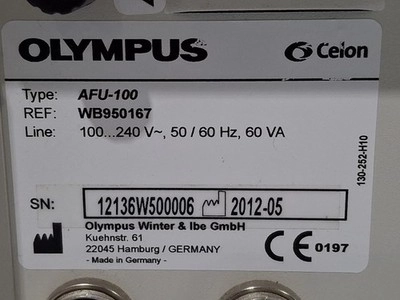 OLYMPUS Celon
Type: AFU-100
REF: WB950167
Line: 100...240 V~, 50 / 60 Hz, 60 VA
130-252-H10
SN: 12136W500006 2012-05
Olympus Winter & Ibe GmbH
Kuehnstr. 61
22045 Hamburg / GERMANY
- Made in Germany -
CE 0197